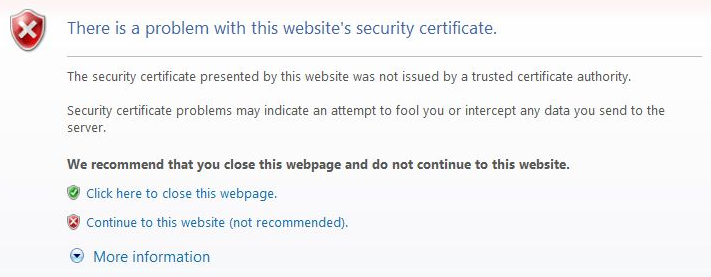 There is a problem with this website's security certificate.
The security certificate presented by this website was not issued by a trusted certificate authority.
Security certificate problems may indicate an attempt to fool you or intercept any data you send to the
server.
We recommend that you close this webpage and do not continue to this website.
Click here to close this webpage.
Continue to this website (not recommended).
More information